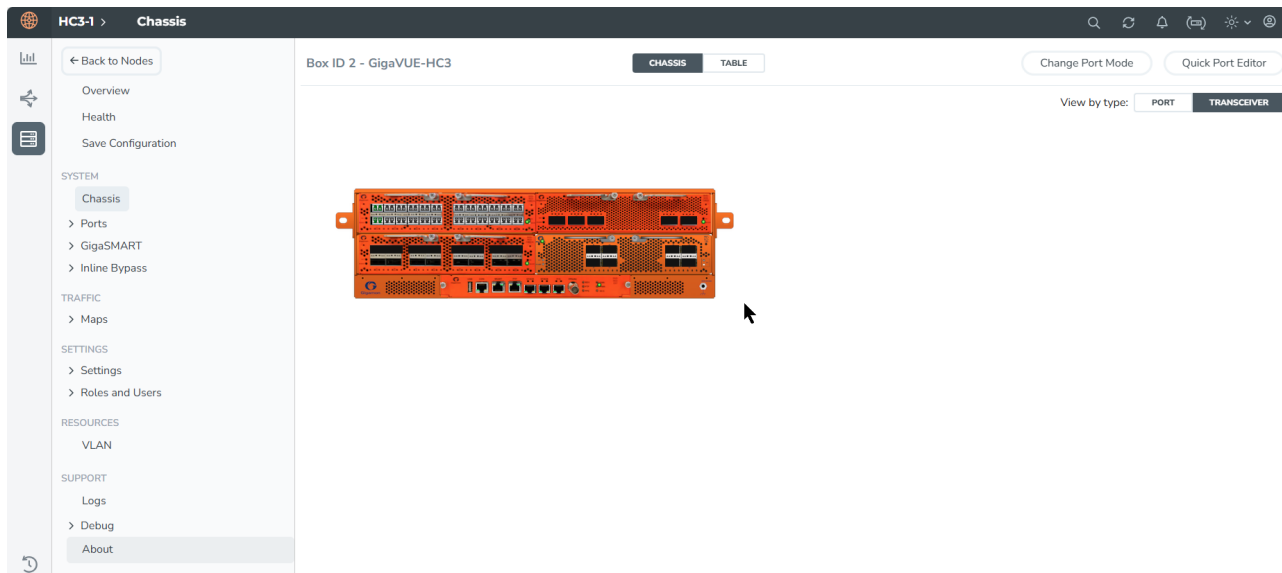 HC3-1 > Chassis
← Back to Nodes
Overview
Health
Save Configuration
SYSTEM
Chassis
> Ports
> GigaSMART
> Inline Bypass
TRAFFIC
> Maps
SETTINGS
> Settings
> Roles and Users
RESOURCES
VLAN
SUPPORT
Logs
> Debug
About
Box ID 2 - GigaVUE-HC3
CHASSIS TABLE
Change Port Mode Quick Port Editor
View by type: PORT TRANSCEIVER